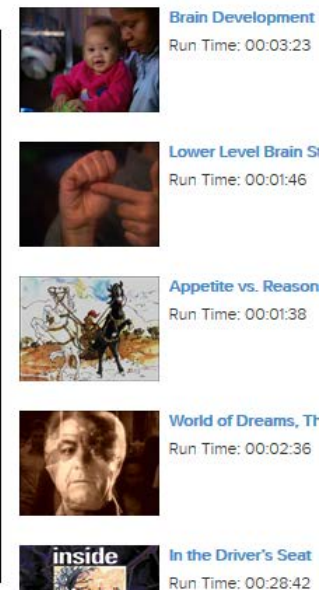 Brain Development
Run Time: 00:03:23
Lower Level Brain
Run Time: 00:01:46
Appetite vs. Reason
Run Time: 00:01:38
World of Dreams,
Run Time: 00:02:36
inside
In the Driver's Seat
Run Time: 00:28:42